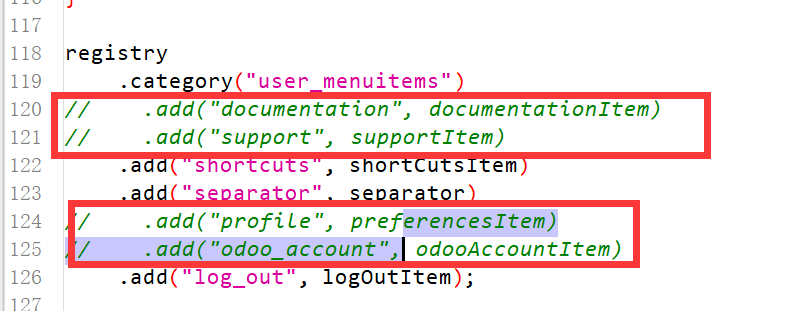 116 }
117
118 registry
119 .category("user_menuitems")
120 // .add("documentation", documentationItem)
121 // .add("support", supportItem)
122 .add("shortcuts", shortCutsItem)
123 .add("separator", separator)
124 // .add("profile", preferencesItem)
125 // .add("odoo_account", odooAccountItem)
126 .add("log_out", logOutItem);
127